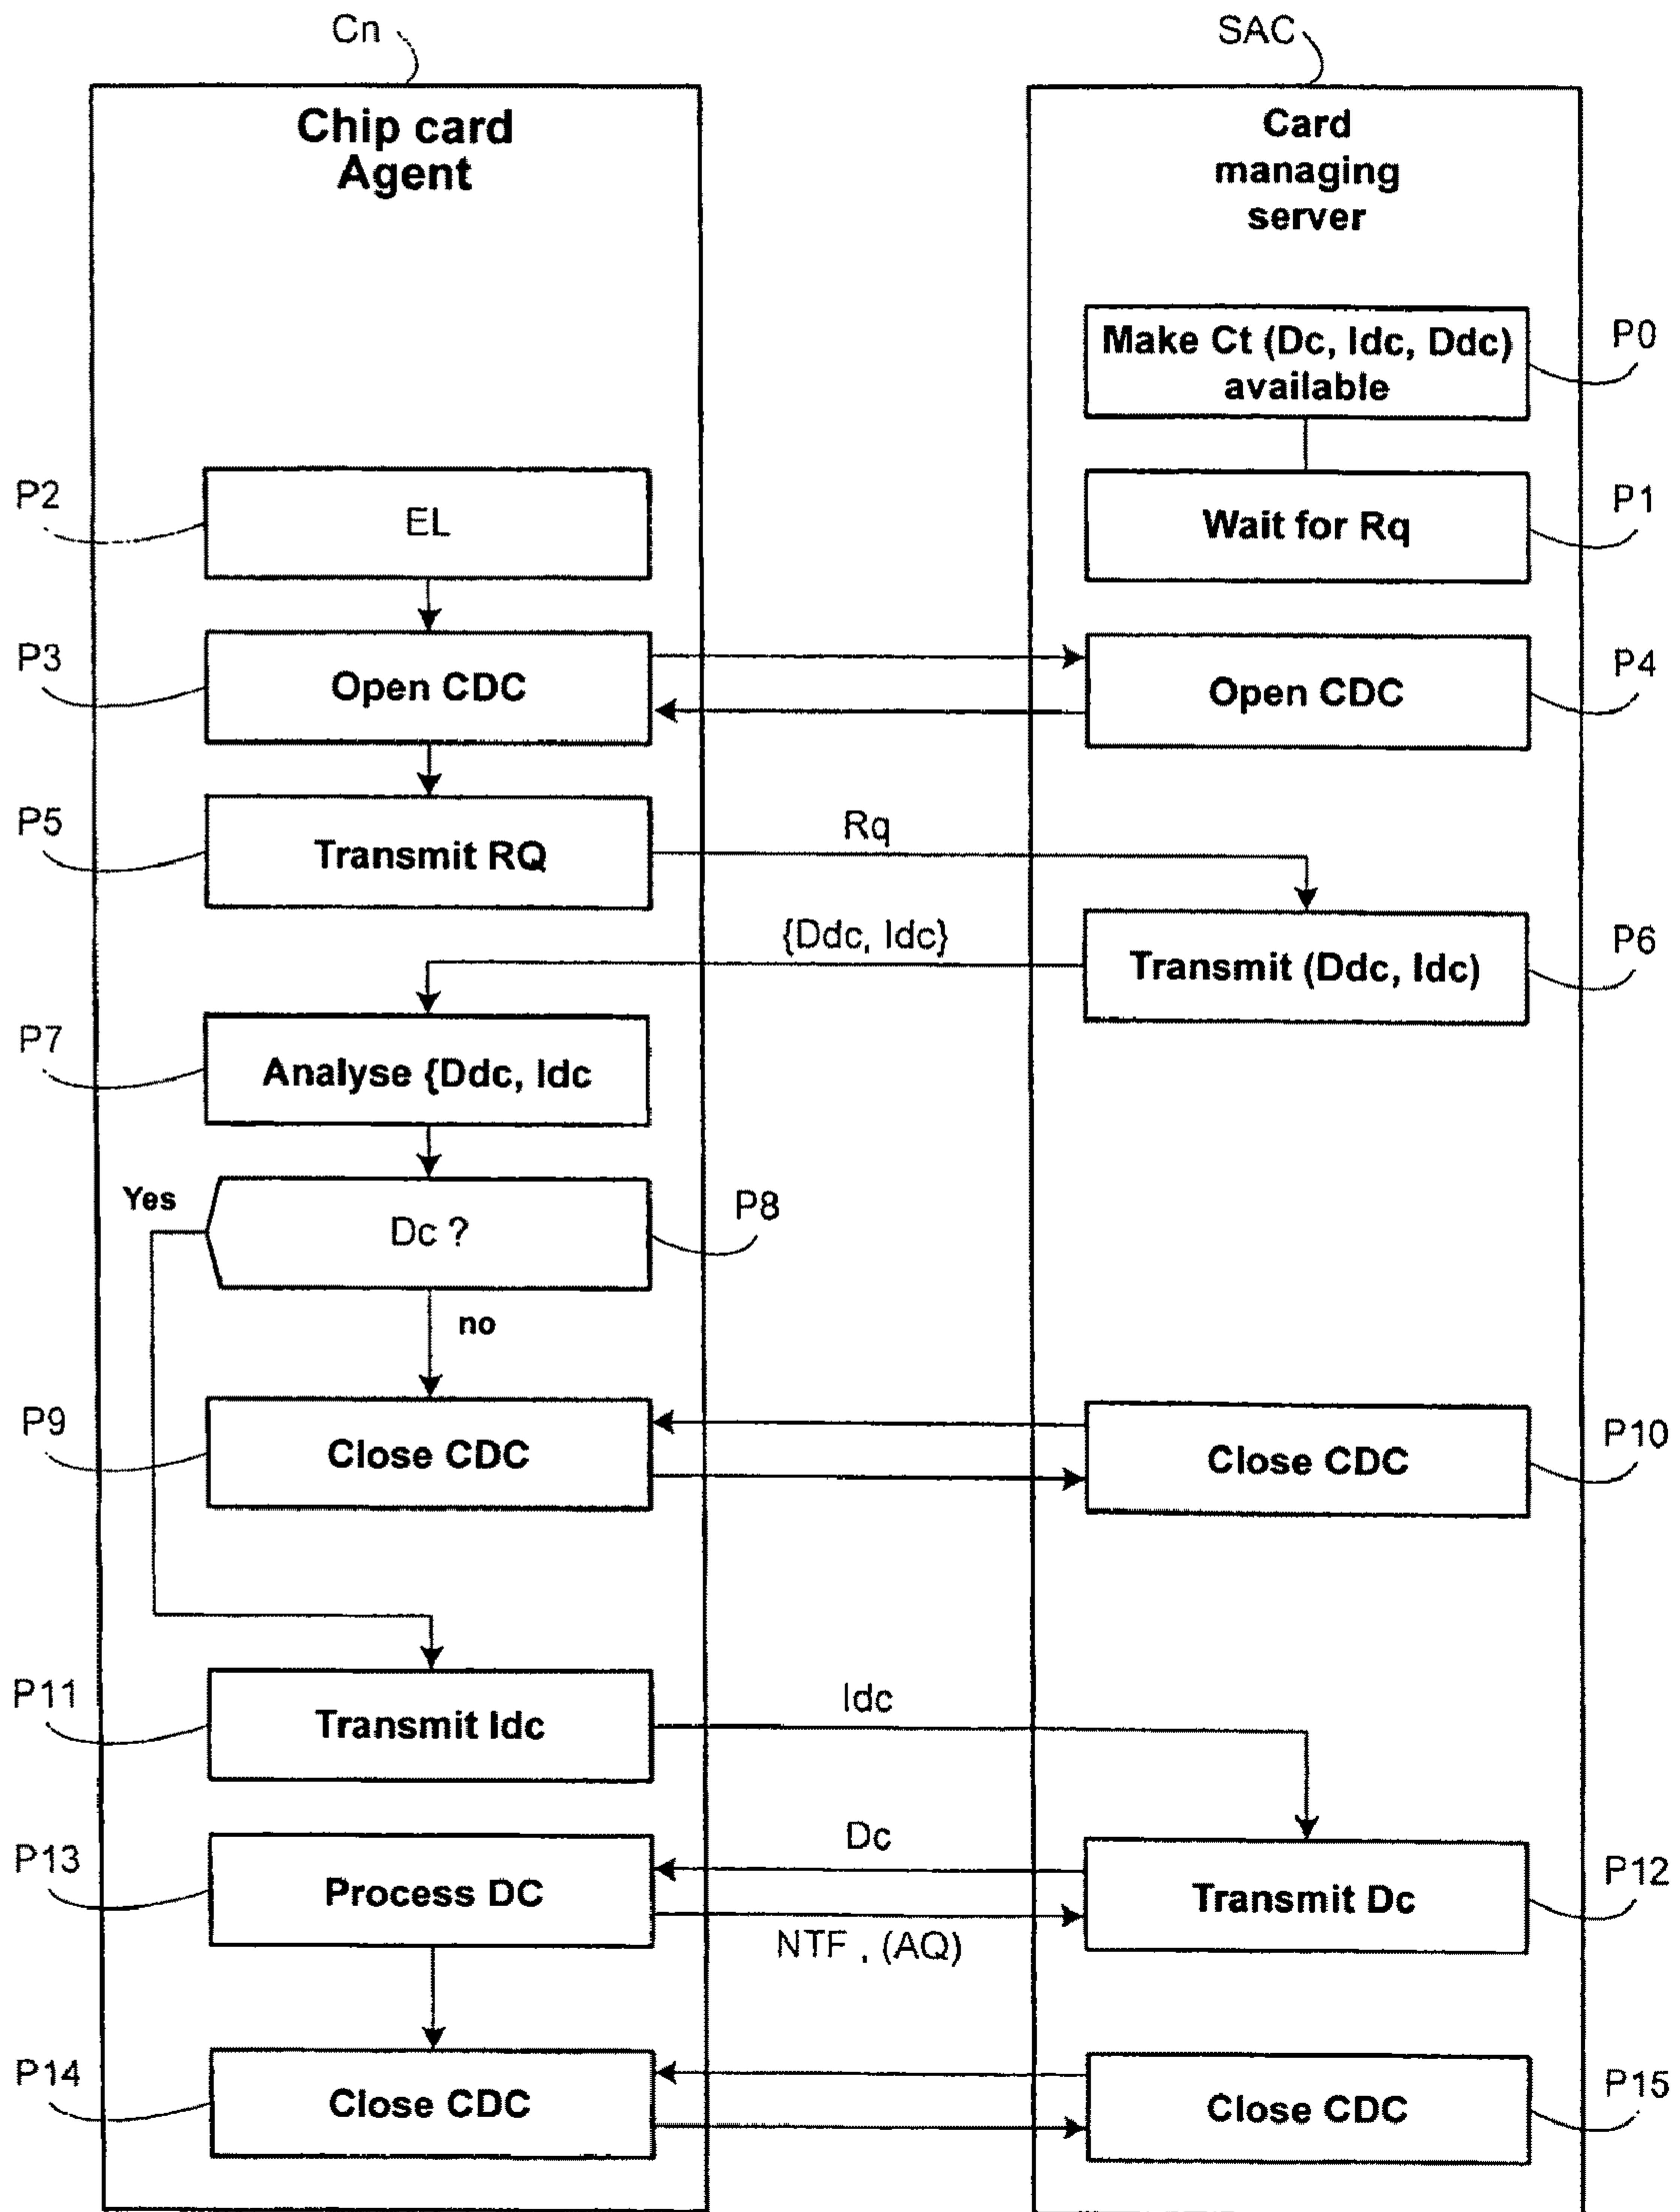 Cn
SAC
Chip card
Agent
Card
managing
server
Make Ct (Dc, Idc, Ddc)
available
P0
P2
EL
Wait for Rq
P1
P3
Open CDC
Open CDC
P4
P5
Transmit RQ
Rq
{Ddc, Idc}
Transmit (Ddc, Idc)
P6
P7
Analyse {Ddc, Idc
Yes
Dc ?
P8
no
P9
Close CDC
Close CDC
P10
P11
Transmit Idc
Idc
P13
Process DC
Dc
NTF , (AQ)
Transmit Dc
P12
P14
Close CDC
Close CDC
P15